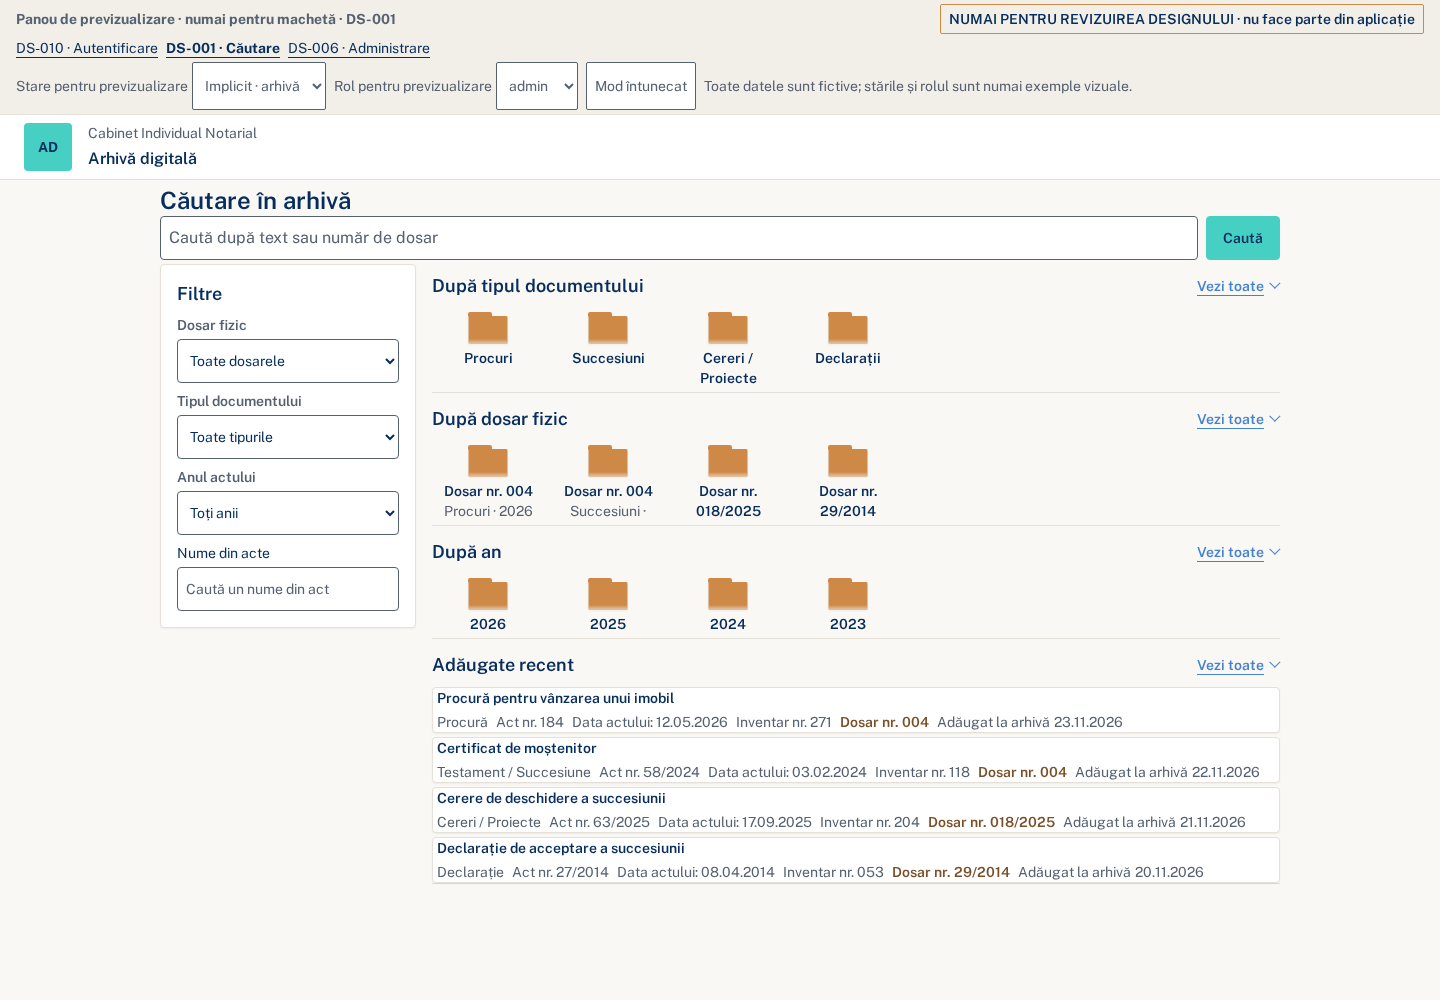 Panou de previzualizare · numai pentru machetă · DS-001
NUMAI PENTRU REVIZUIREA DESIGNULUI · nu face parte din aplicație
DS-010 · Autentificare DS-001 · Căutare DS-006 · Administrare
Stare pentru previzualizare Implicit · arhivă Rol pentru previzualizare admin Mod întunecat Toate datele sunt fictive; stările și rolul sunt numai exemple vizuale.
AD
Cabinet Individual Notarial
Arhivă digitală
Căutare în arhivă
Caută după text sau număr de dosar
Caută
Filtre
Dosar fizic
Toate dosarele
Tipul documentului
Toate tipurile
Anul actului
Toți anii
Nume din acte
Caută un nume din act
După tipul documentului Vezi toate
Procuri Succesiuni Cereri / Declarații
Proiecte
După dosar fizic Vezi toate
Dosar nr. 004 Dosar nr. 004 Dosar nr. Dosar nr.
Procuri · 2026 Succesiuni · 018/2025 29/2014
După an Vezi toate
2026 2025 2024 2023
Adăugate recent Vezi toate
Procură pentru vânzarea unui imobil
Procură Act nr. 184 Data actului: 12.05.2026 Inventar nr. 271 Dosar nr. 004 Adăugat la arhivă 23.11.2026
Certificat de moștenitor
Testament / Succesiune Act nr. 58/2024 Data actului: 03.02.2024 Inventar nr. 118 Dosar nr. 004 Adăugat la arhivă 22.11.2026
Cerere de deschidere a succesiunii
Cereri / Proiecte Act nr. 63/2025 Data actului: 17.09.2025 Inventar nr. 204 Dosar nr. 018/2025 Adăugat la arhivă 21.11.2026
Declarație de acceptare a succesiunii
Declarație Act nr. 27/2014 Data actului: 08.04.2014 Inventar nr. 053 Dosar nr. 29/2014 Adăugat la arhivă 20.11.2026